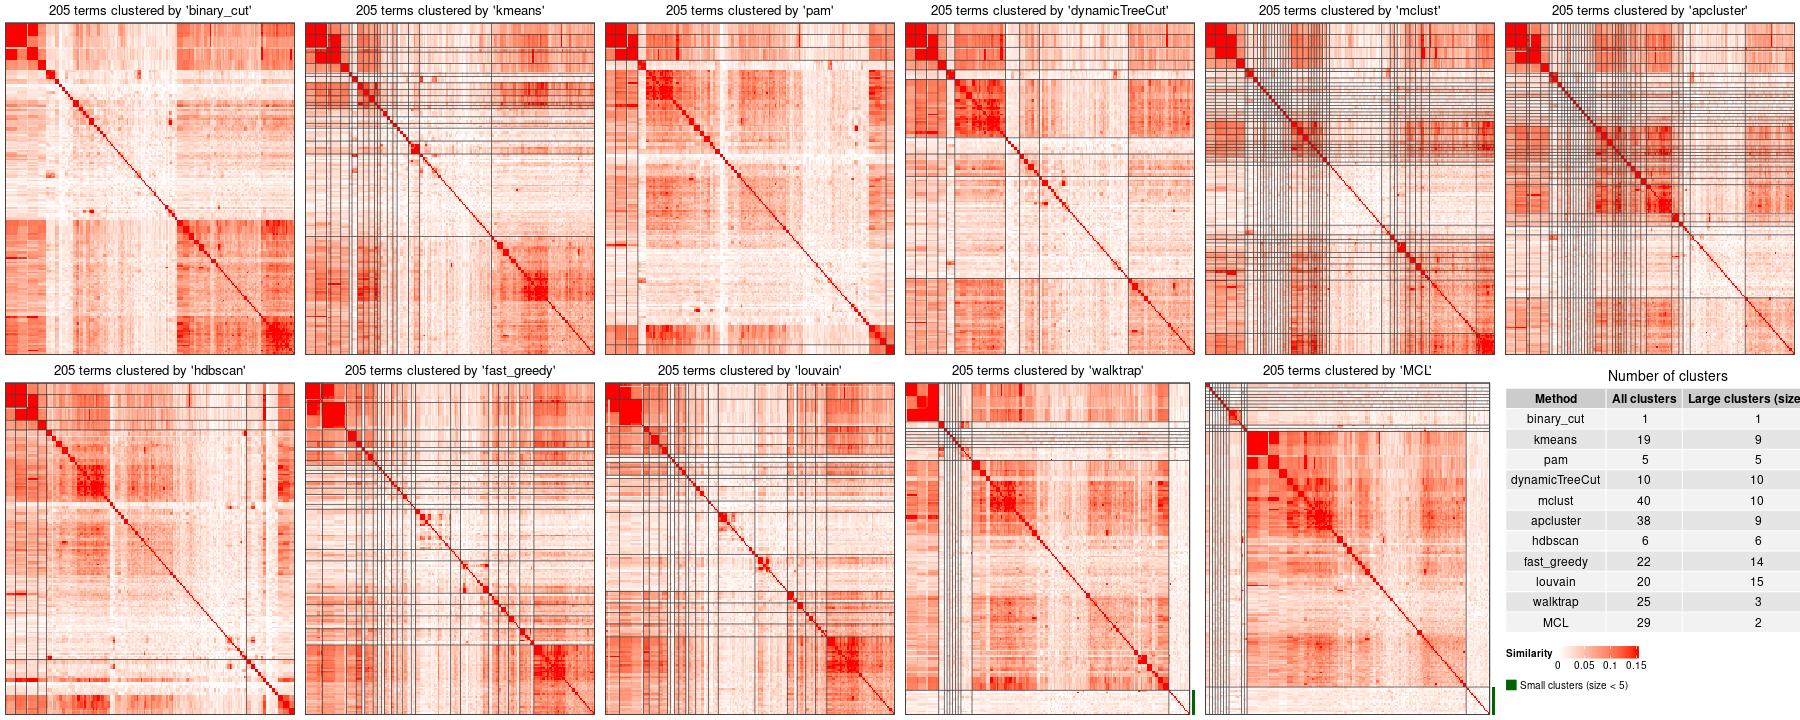 205 terms clustered by 'binary_cut'
205 terms clustered by 'kmeans'
205 terms clustered by 'pam'
205 terms clustered by 'dynamicTreeCut'
205 terms clustered by 'mclust'
205 terms clustered by 'apcluster'
205 terms clustered by 'hdbscan'
205 terms clustered by 'fast_greedy'
205 terms clustered by 'louvain'
205 terms clustered by 'walktrap'
205 terms clustered by 'MCL'
Number of clusters
Method All clusters Large clusters (size
binary_cut 1 1
kmeans 19 9
pam 5 5
dynamicTreeCut 10 10
mclust 40 10
apcluster 38 9
hdbscan 6 6
fast_greedy 22 14
louvain 20 15
walktrap 25 3
MCL 29 2
Similarity
0 0.05 0.1 0.15
Small clusters (size < 5)